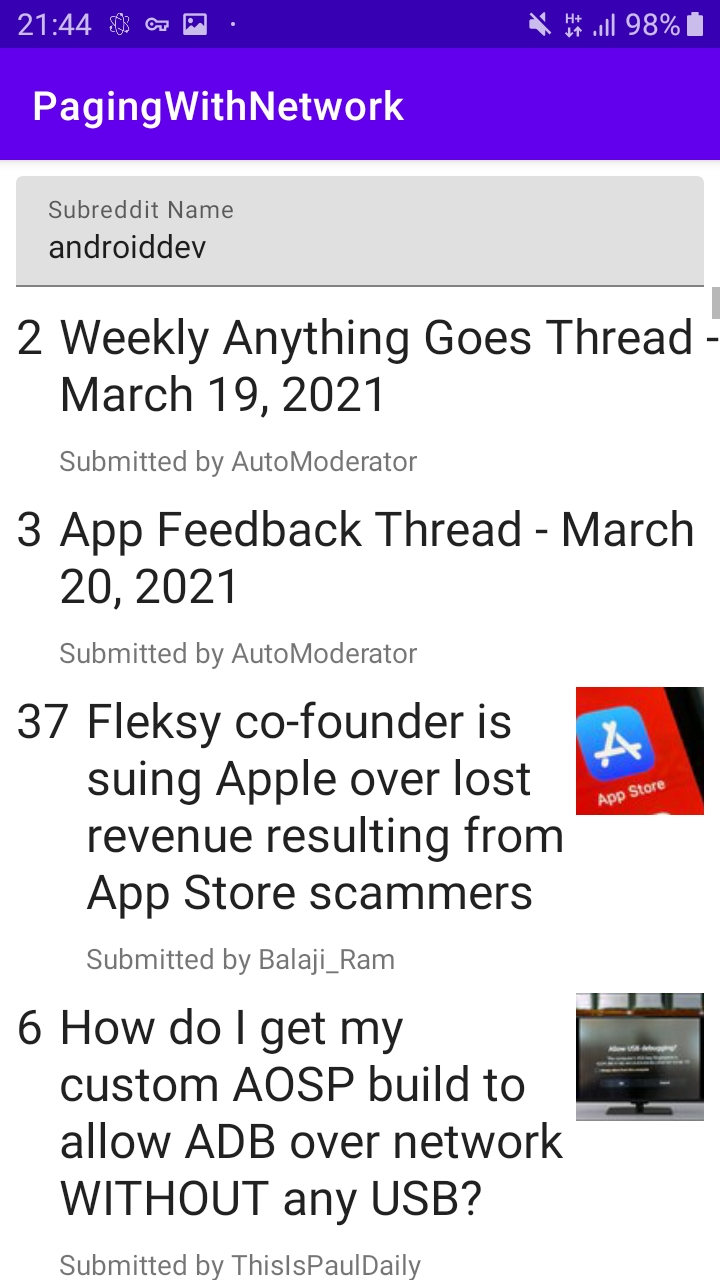 21:44 H+ 98%
PagingWithNetwork
Subreddit Name
androiddev
2 Weekly Anything Goes Thread -
March 19, 2021
Submitted by AutoModerator
3 App Feedback Thread - March
20, 2021
Submitted by AutoModerator
37 Fleksy co-founder is
suing Apple over lost
revenue resulting from
App Store scammers
App Store
Submitted by Balaji_Ram
6 How do I get my
custom AOSP build to
allow ADB over network
WITHOUT any USB?
Allow USB debugging?
Submitted by ThisIsPaulDaily